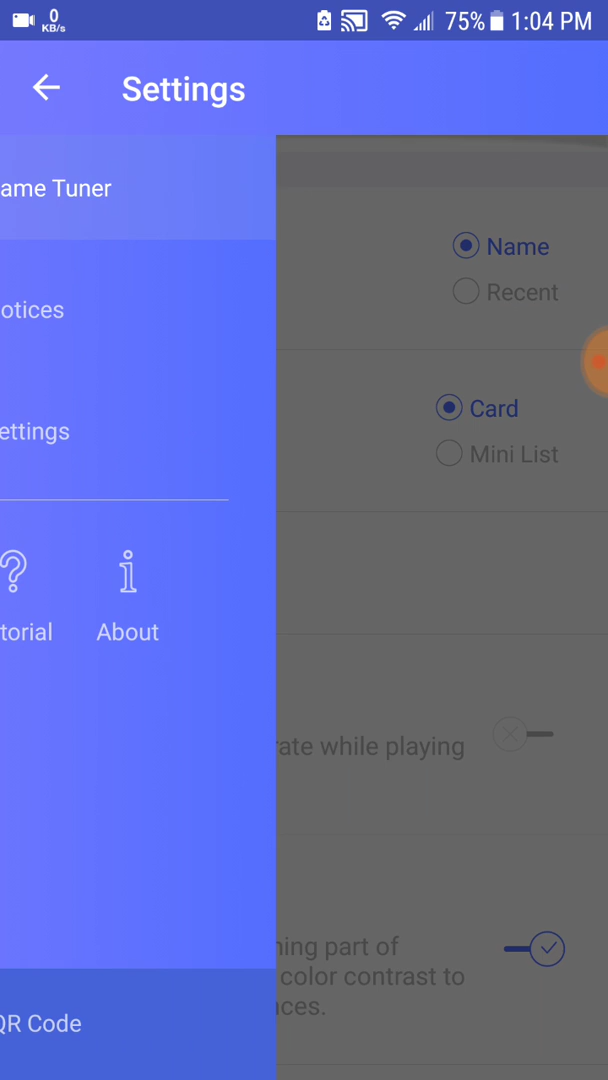 0
KB/s
75%
1:04 PM
Settings
ame Tuner
otices
ettings
torial
About
QR Code
Name
Recent
Card
Mini List
rate while playing
ning part of
color contrast to
nces.